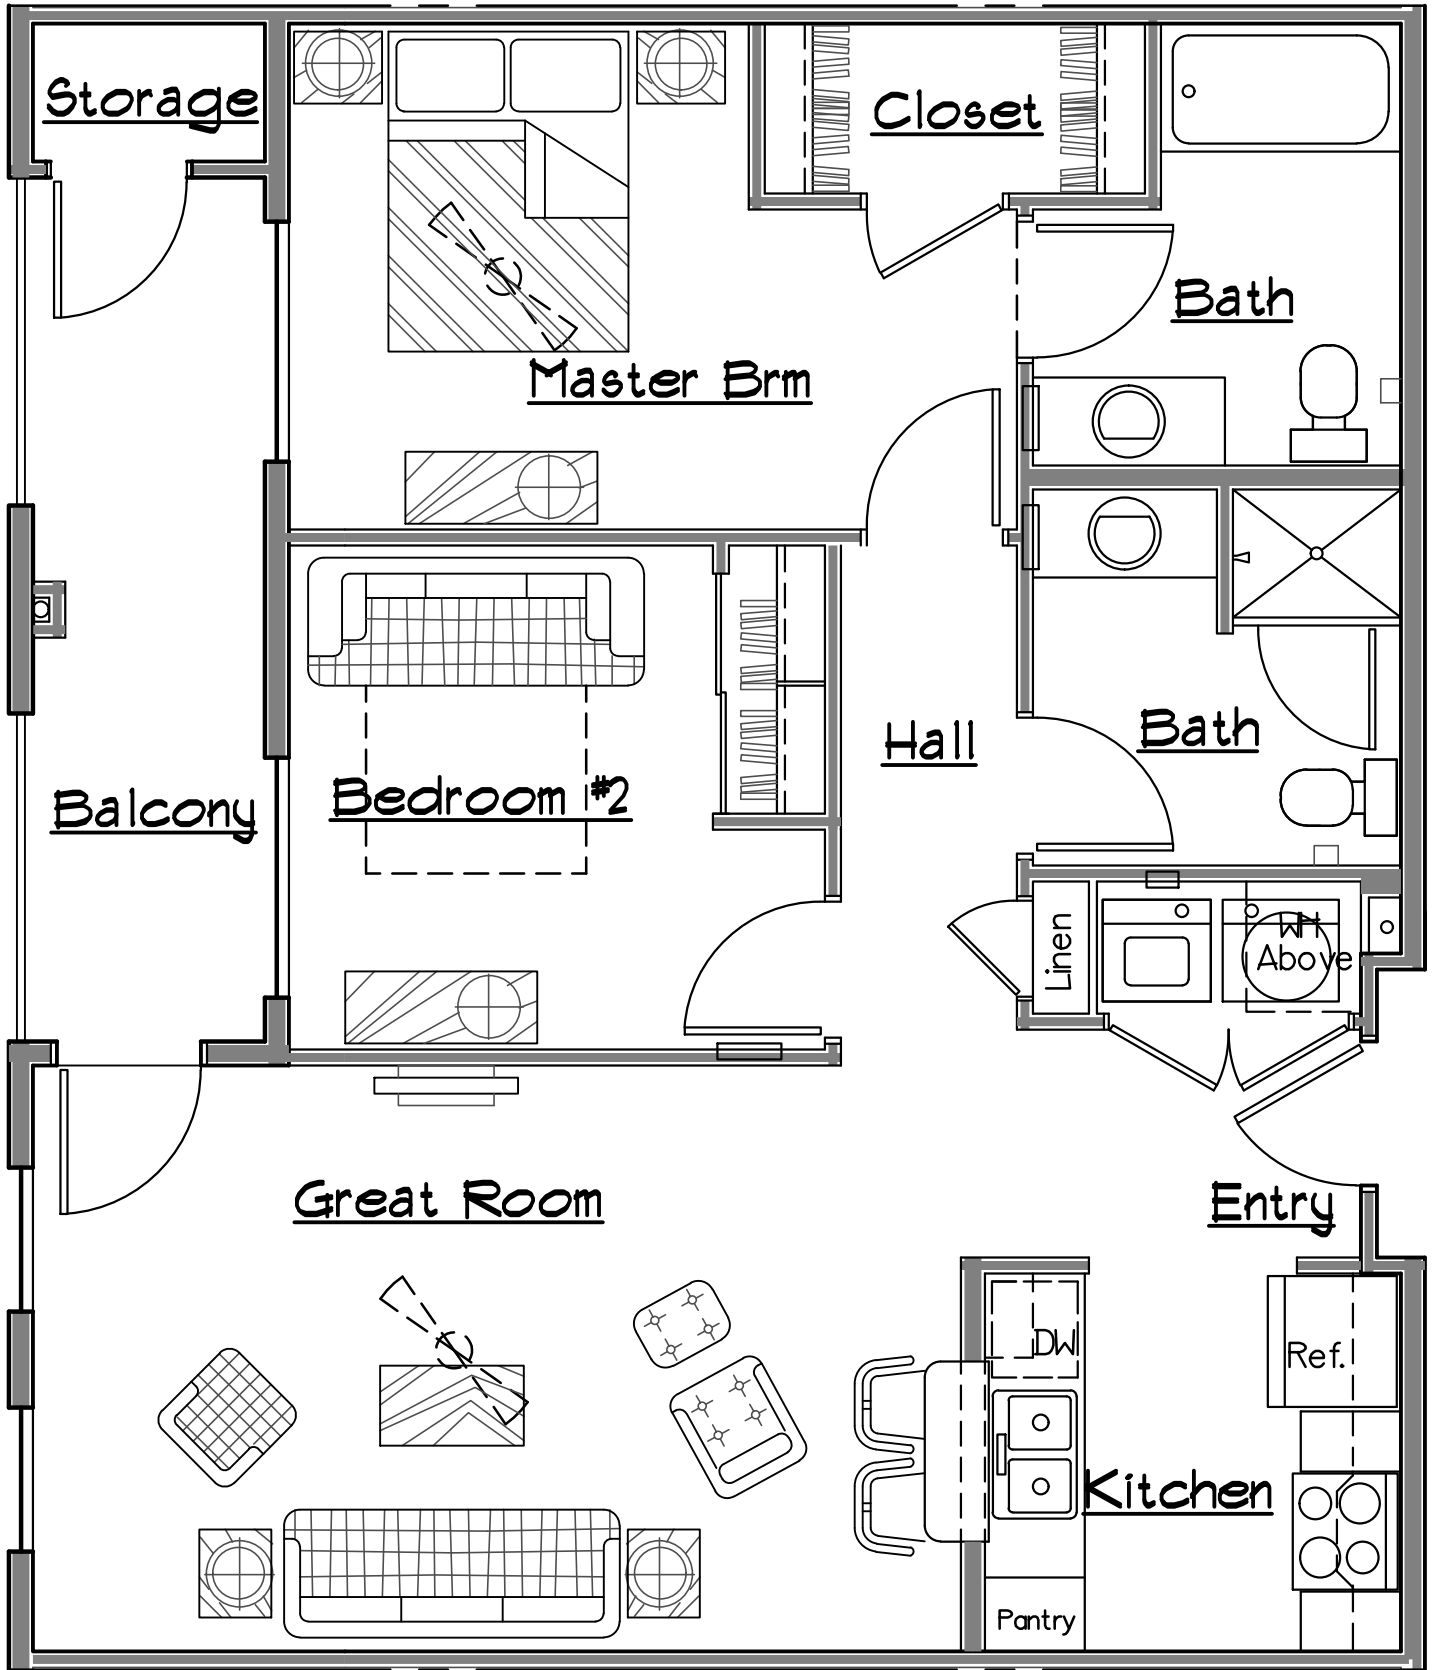 Storage
Closet
Bath
Master Brm
Hall
Bath
Bedroom #2
Balcony
Linen
WH
Above
Great Room
Entry
DW
Ref.
Kitchen
Pantry